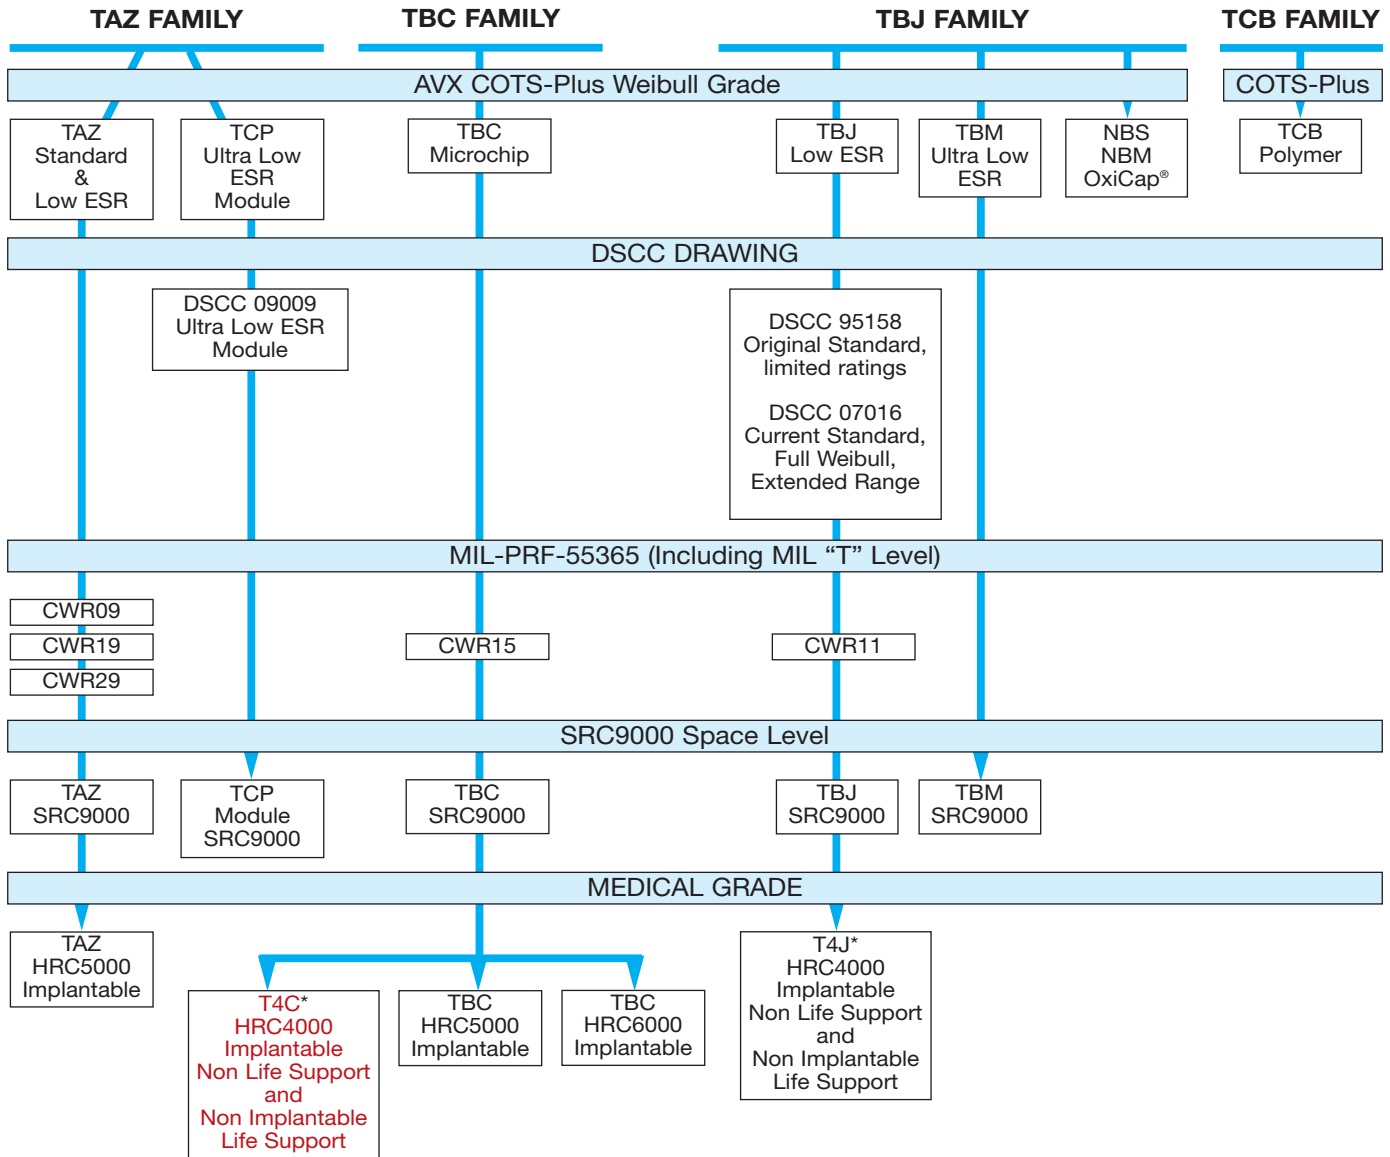 TAZ FAMILY
TBC FAMILY
TBJ FAMILY
TCB FAMILY
AVX COTS-Plus Weibull Grade
COTS-Plus
TAZ
Standard
&
Low ESR
TCP
Ultra Low
ESR
Module
TBC
Microchip
TBJ
Low ESR
TBM
Ultra Low
ESR
NBS
NBM
OxiCap®
TCB
Polymer
DSCC DRAWING
DSCC 09009
Ultra Low ESR
Module
DSCC 95158
Original Standard,
limited ratings
DSCC 07016
Current Standard,
Full Weibull,
Extended Range
MIL-PRF-55365 (Including MIL “T” Level)
CWR09
CWR19
CWR29
CWR15
CWR11
SRC9000 Space Level
TAZ
SRC9000
TCP
Module
SRC9000
TBC
SRC9000
TBJ
SRC9000
TBM
SRC9000
MEDICAL GRADE
TAZ
HRC5000
Implantable
T4C*
HRC4000
Implantable
Non Life Support
and
Non Implantable
Life Support
TBC
HRC5000
Implantable
TBC
HRC6000
Implantable
T4J*
HRC4000
Implantable
Non Life Support
and
Non Implantable
Life Support